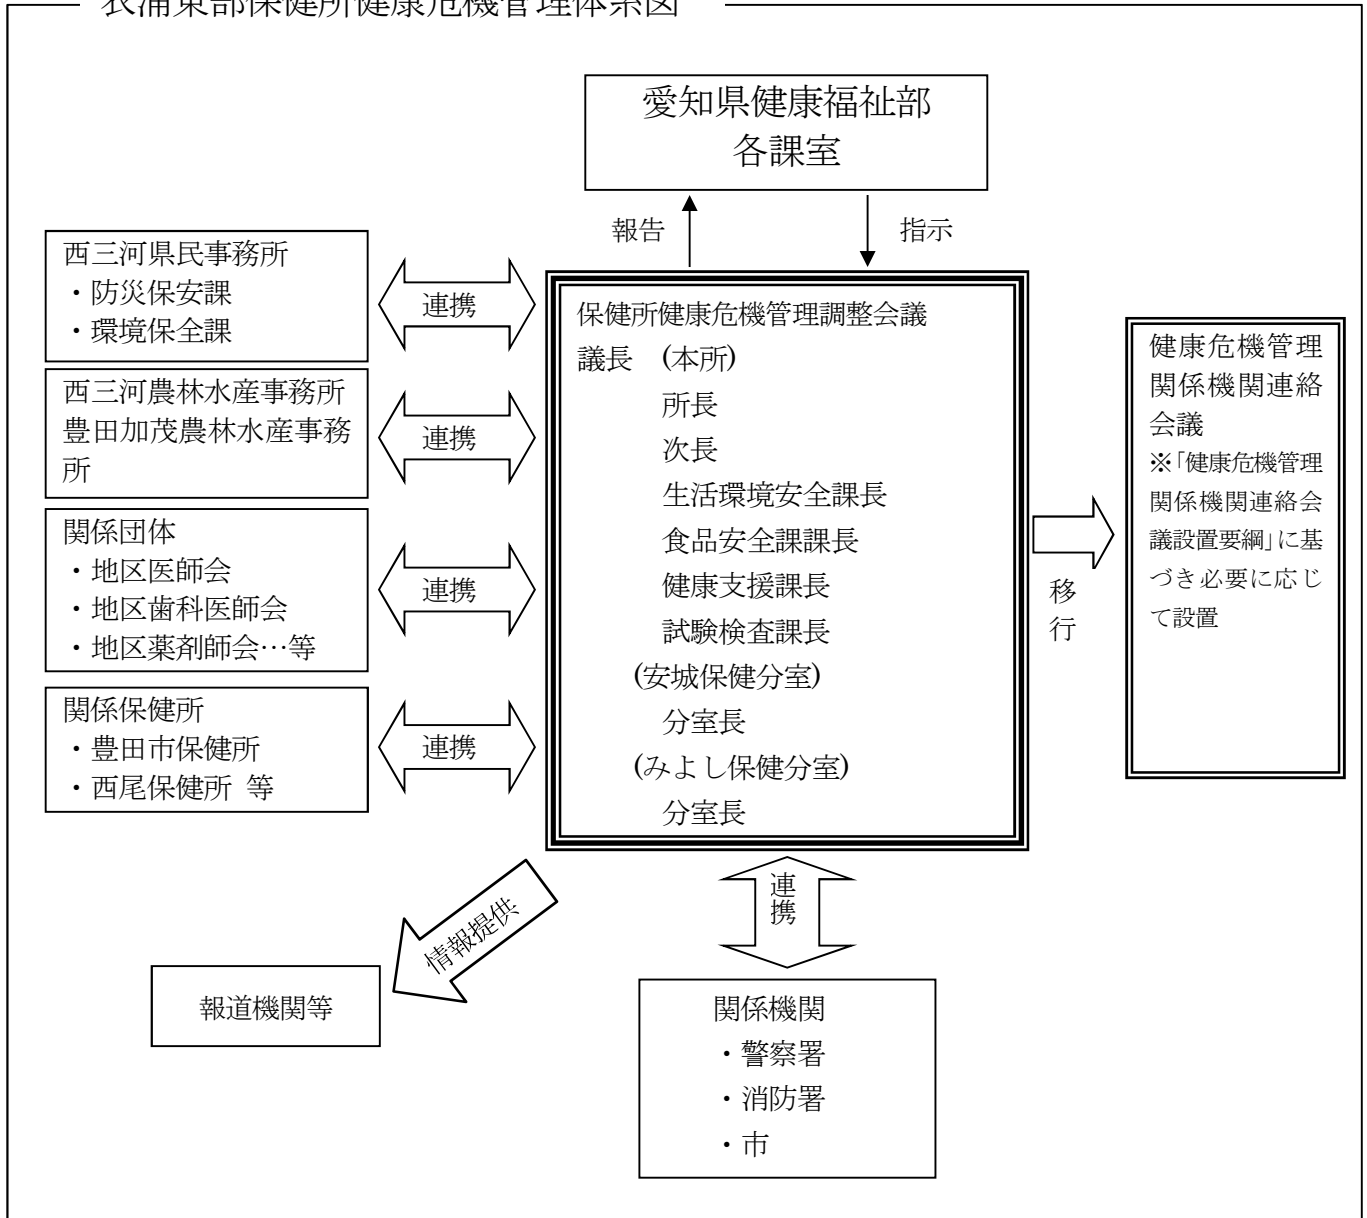 衣浦東部保健所健康危機管理体系図
愛知県健康福祉部
各課室
報告
指示
西三河県民事務所
・防災保安課
・環境保全課
連携
西三河農林水産事務所
豊田加茂農林水産事務
所
連携
関係団体
・地区医師会
・地区歯科医師会
・地区薬剤師会…等
連携
関係保健所
・豊田市保健所
・西尾保健所 等
連携
保健所健康危機管理調整会議
議長 (本所)
所長
次長
生活環境安全課長
食品安全課課長
健康支援課長
試験検査課長
(安城保健分室)
分室長
(みよし保健分室)
分室長
移
行
健康危機管理
関係機関連絡
会議
※「健康危機管理
関係機関連絡会
議設置要綱」に基
づき必要に応じ
て設置
情報提供
報道機関等
連
携
関係機関
・警察署
・消防署
・市